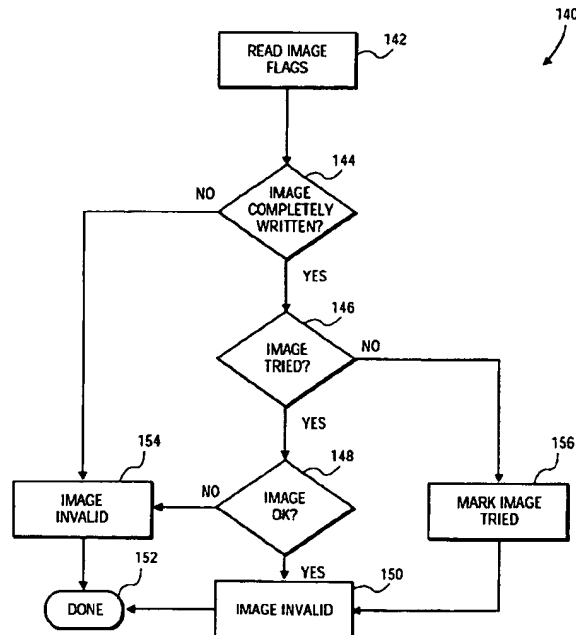 140
READ IMAGE
FLAGS
142
144
NO
IMAGE
COMPLETELY
WRITTEN?
YES
146
IMAGE
TRIED?
NO
YES
154
148
156
IMAGE
INVALID
NO
IMAGE
OK?
MARK IMAGE
TRIED
152
YES
150
DONE
IMAGE INVALID